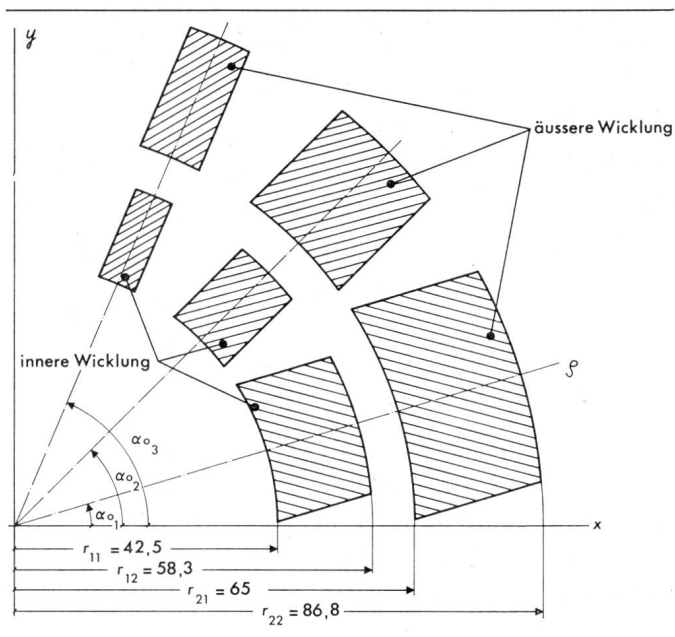 y
äussere Wicklung
innere Wicklung
ρ
α₀₃
α₀₂
α₀₁
x
r₁₁ = 42,5
r₁₂ = 58,3
r₂₁ = 65
r₂₂ = 86,8